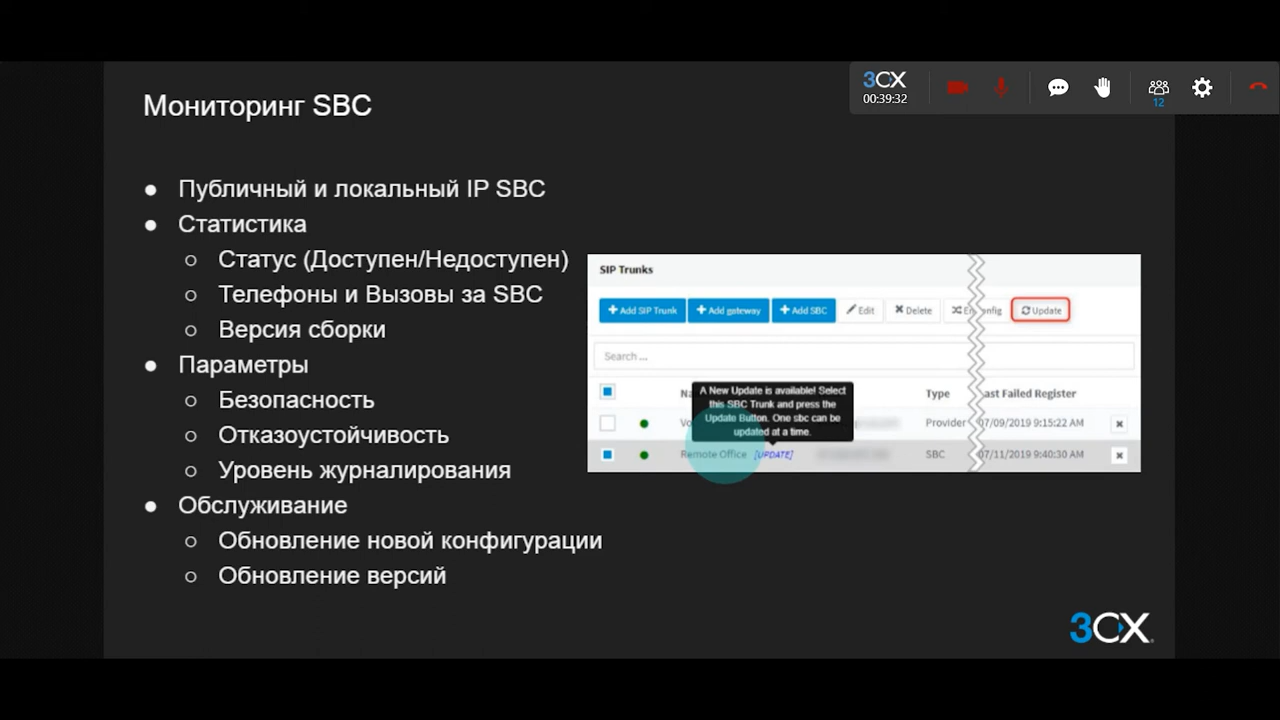 3CX
00:39:32
12
Мониторинг SBC
● Публичный и локальный IP SBC
● Статистика
○ Статус (Доступен/Недоступен)
○ Телефоны и Вызовы за SBC
○ Версия сборки
● Параметры
○ Безопасность
○ Отказоустойчивость
○ Уровень журналирования
● Обслуживание
○ Обновление новой конфигурации
○ Обновление версий
SIP Trunks
+ Add SIP Trunk + Add gateway + Add SBC Edit Delete Update
Search ...
Type Last Failed Register
A New Update is available! Select
this SBC Trunk and press the
Update Button. One sbc can be
updated at a time.
Provider 07/09/2019 9:15:22 AM
Remote Office [UPDATE] SBC 07/11/2019 9:40:30 AM
3CX